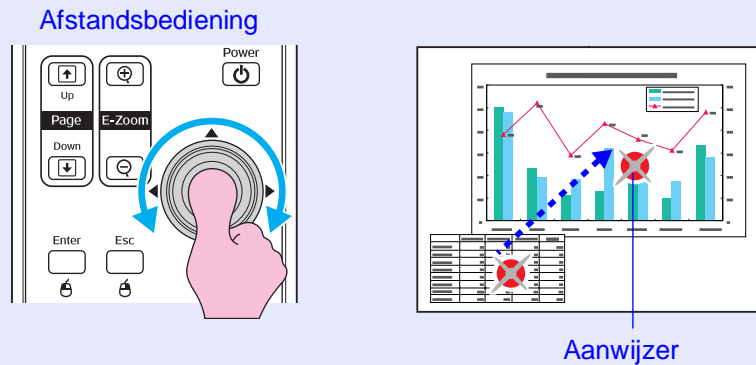 Afstandsbediening
Power
Up
Page
E-Zoom
Down
Enter
Esc
Aanwijzer